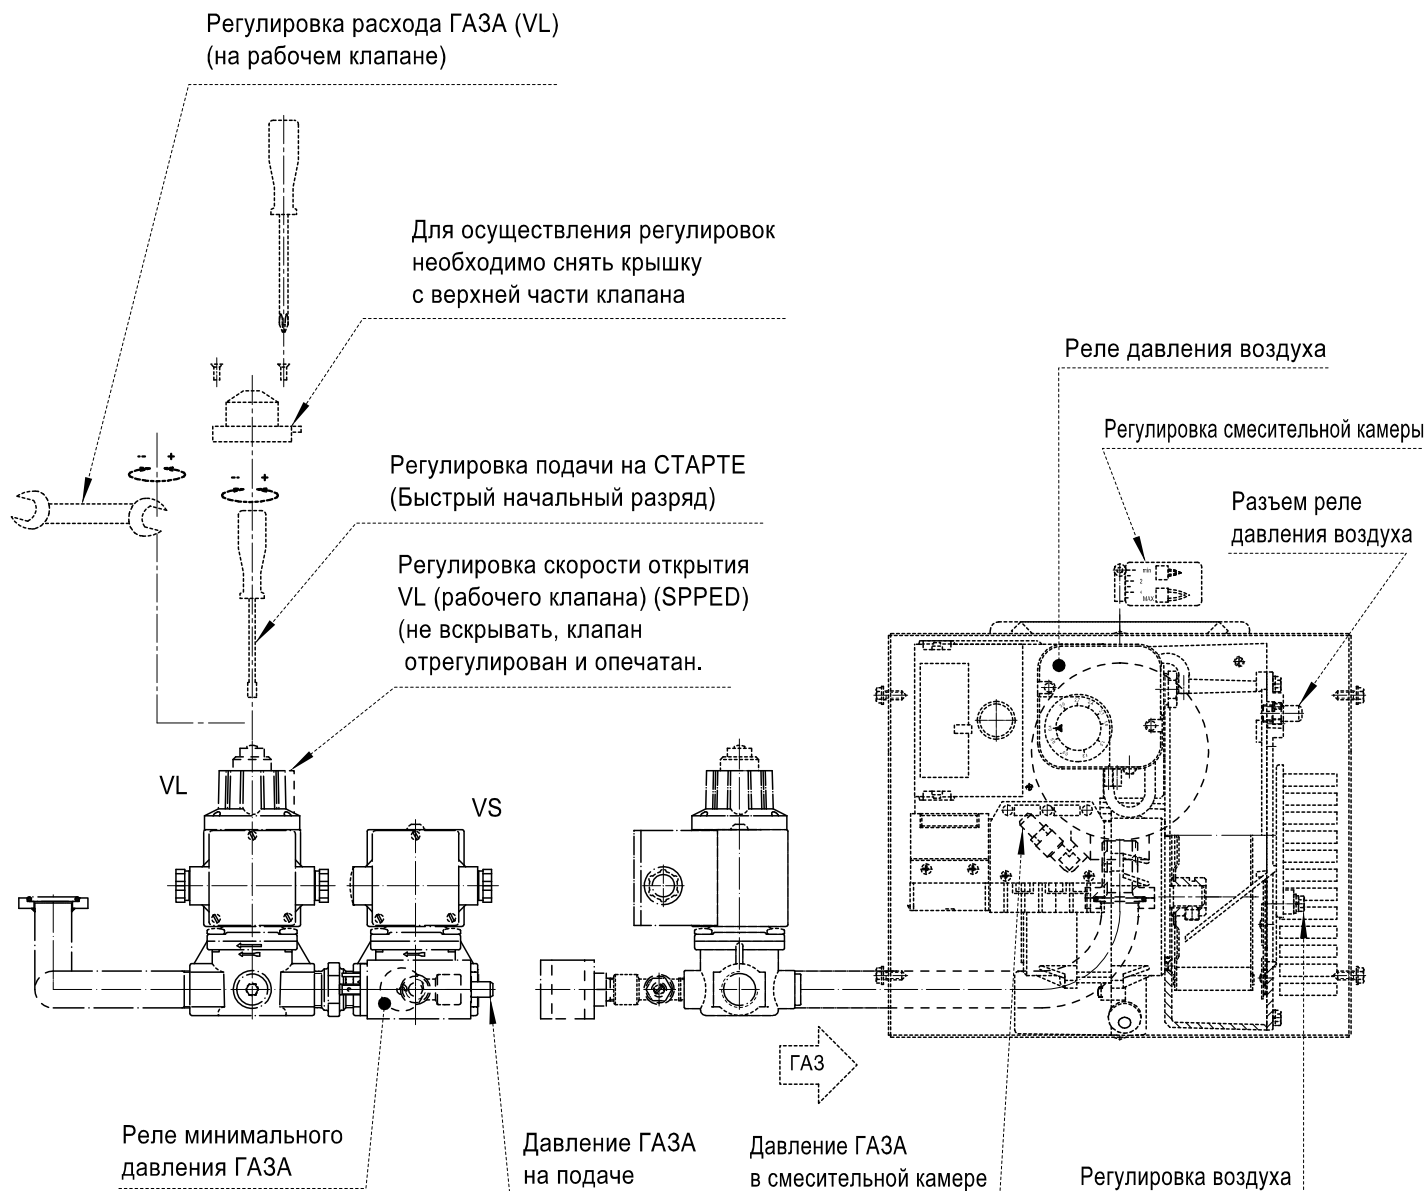 Регулировка расхода ГАЗА (VL)
(на рабочем клапане)
Для осуществления регулировок
необходимо снять крышку
с верхней части клапана
Реле давления воздуха
Регулировка смесительной камеры
-- +
-- +
Регулировка подачи на СТАРТЕ
(Быстрый начальный разряд)
Разъем реле
давления воздуха
Регулировка скорости открытия
VL (рабочего клапана) (SPPED)
(не вскрывать, клапан
отрегулирован и опечатан.
min
2
MAX
VL
VS
ГАЗ
Реле минимального
давления ГАЗА
Давление ГАЗА
на подаче
Давление ГАЗА
в смесительной камере
Регулировка воздуха